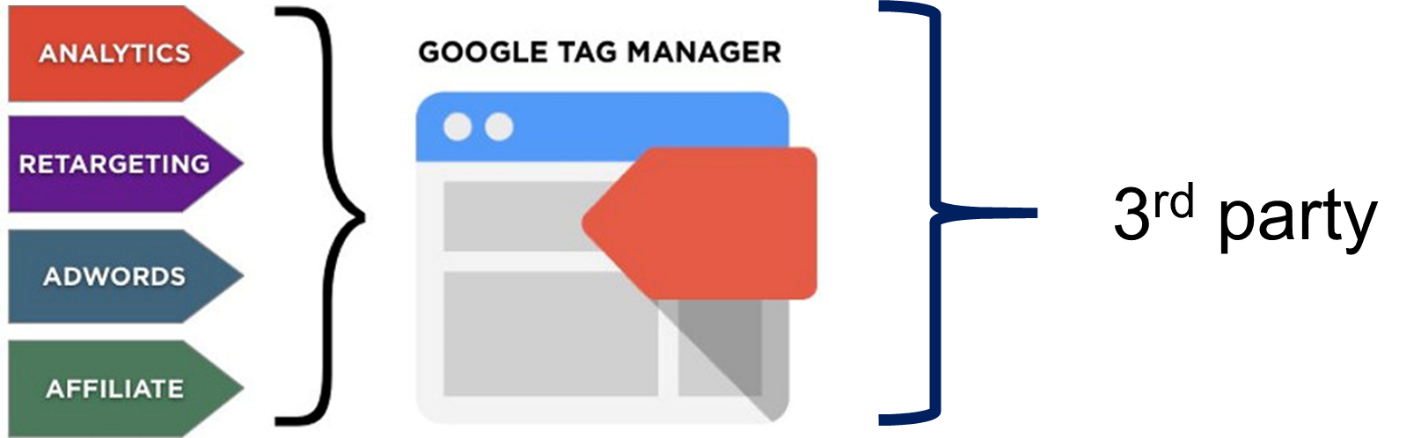 ANALYTICS
RETARGETING
ADWORDS
AFFILIATE
GOOGLE TAG MANAGER
3rd party